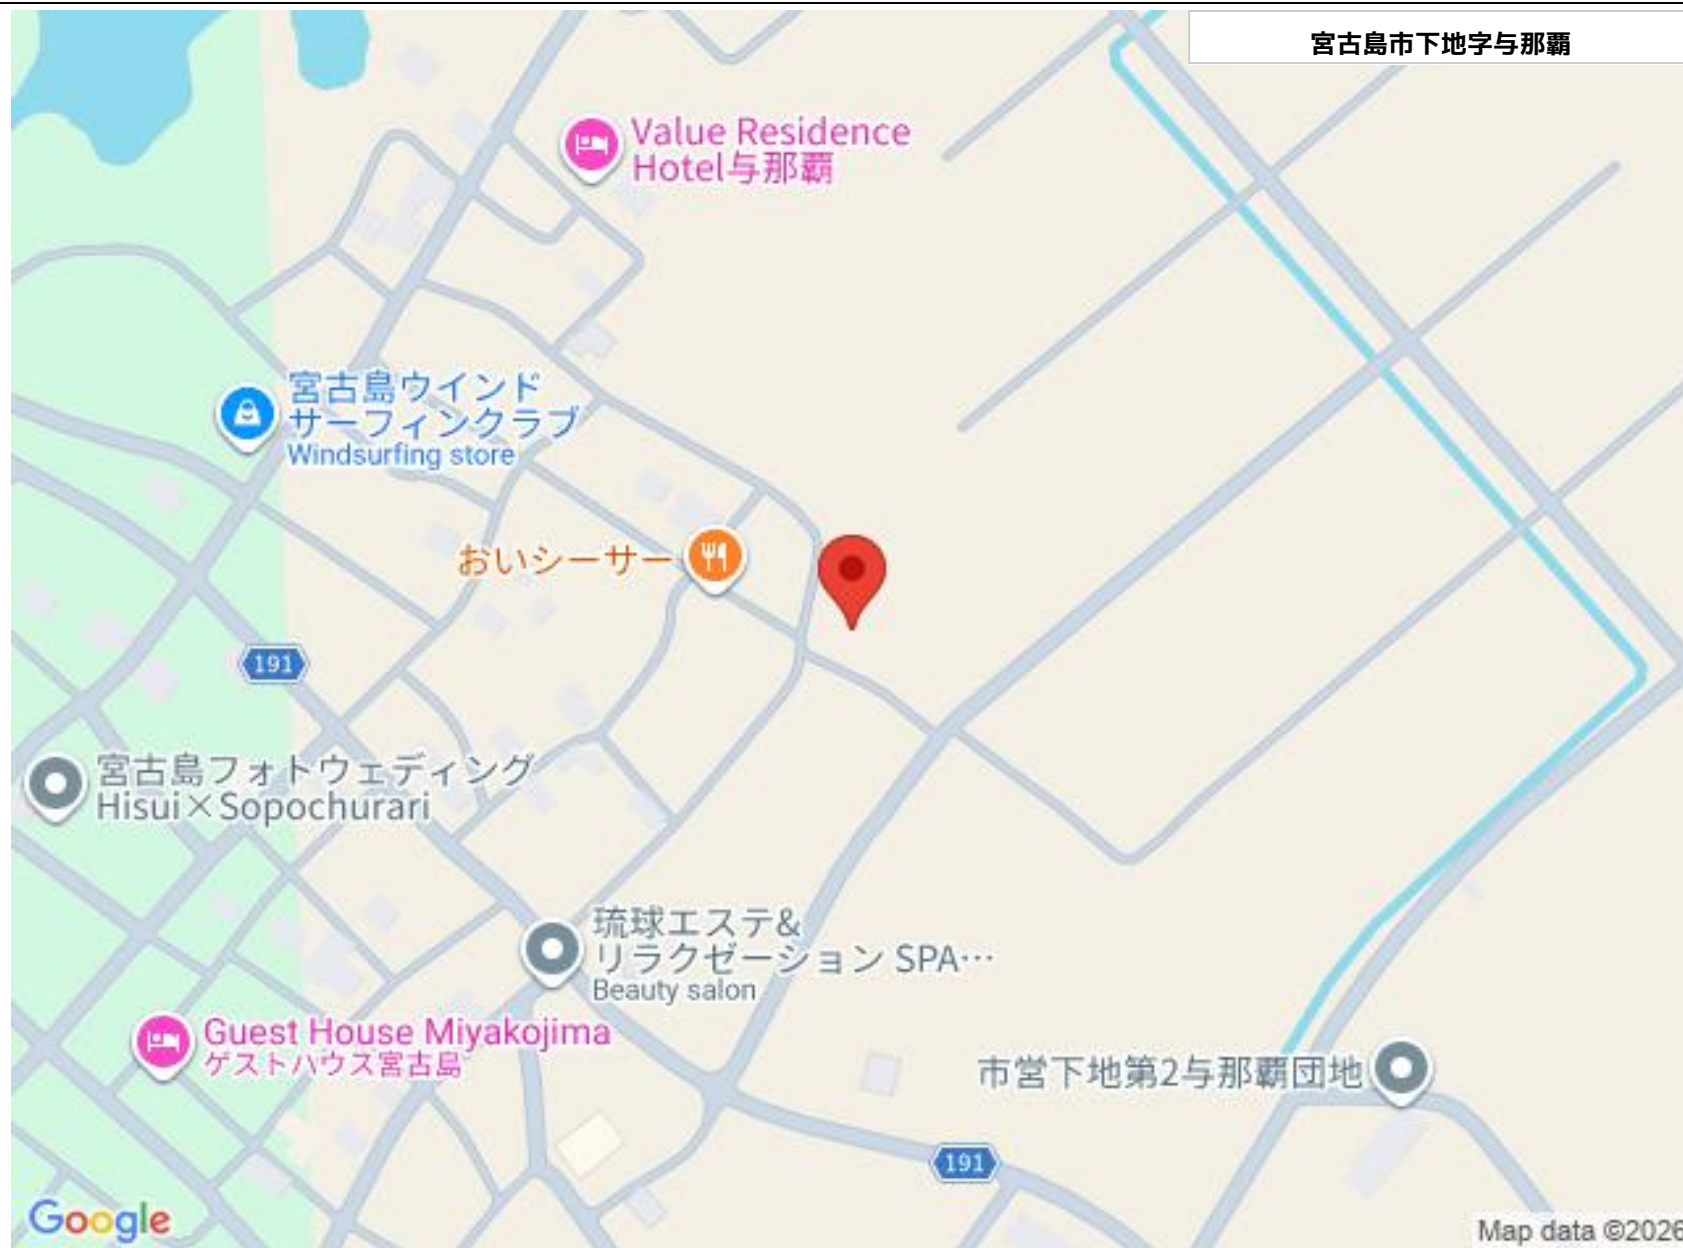 宮古島市下地字与那覇
Value Residence
Hotel与那覇
宮古島ウインド
サーフィンクラブ
Windsurfing store
おいシーサー
191
宮古島フォトウェディング
Hisui×Sopochurari
琉球エステ&
リラクゼーション SPA…
Beauty salon
Guest House Miyakojima
ゲストハウス宮古島
市営下地第2与那覇団地
191
Google
Map data ©2026